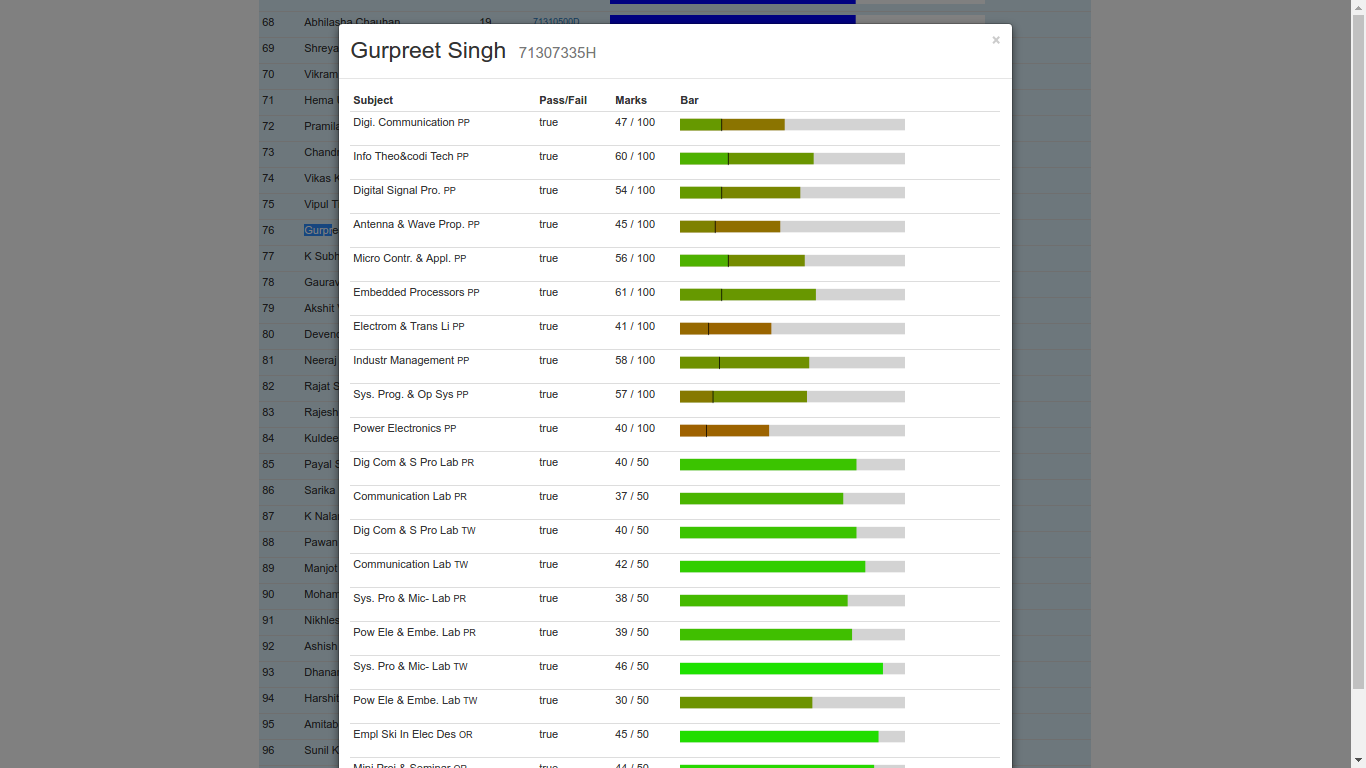 68 Abhilasha Chauhan 19 71310500D
Gurpreet Singh 71307335H ×
69 Shreya
70 Vikram
71 Hema
72 Pramila
73 Chand
74 Vikas K
75 Vipul T
76 Gurpre
77 K Subh
78 Gaurav
79 Akshit
80 Devend
81 Neeraj
82 Rajat S
83 Rajesh
84 Kuldee
85 Payal S
86 Sarika
87 K Nala
88 Pawan
89 Manjot
90 Moham
91 Nikhles
92 Ashish
93 Dhana
94 Harshit
95 Amitab
96 Sunil K
Subject Pass/Fail Marks Bar
Digi. Communication PP true 47 / 100
Info Theo&codi Tech PP true 60 / 100
Digital Signal Pro. PP true 54 / 100
Antenna & Wave Prop. PP true 45 / 100
Micro Contr. & Appl. PP true 56 / 100
Embedded Processors PP true 61 / 100
Electrom & Trans Li PP true 41 / 100
Industr Management PP true 58 / 100
Sys. Prog. & Op Sys PP true 57 / 100
Power Electronics PP true 40 / 100
Dig Com & S Pro Lab PR true 40 / 50
Communication Lab PR true 37 / 50
Dig Com & S Pro Lab TW true 40 / 50
Communication Lab TW true 42 / 50
Sys. Pro & Mic- Lab PR true 38 / 50
Pow Ele & Embe. Lab PR true 39 / 50
Sys. Pro & Mic- Lab TW true 46 / 50
Pow Ele & Embe. Lab TW true 30 / 50
Empl Ski In Elec Des OR true 45 / 50
Mini Proj & Seminar OR true 44 / 50